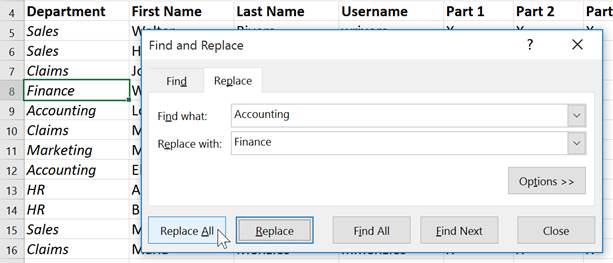 4 Department First Name Last Name Username Part 1 Part 2 Part
5 Sales
6 Sales
7 Claims
8 Finance
9 Accounting
10 Claims
11 Marketing
12 Accounting
13 HR
14 HR
15 Sales
16 Claims
Find and Replace ?
Find Replace
Find what: Accounting
Replace with: Finance
Options >>
Replace All Replace Find All Find Next Close